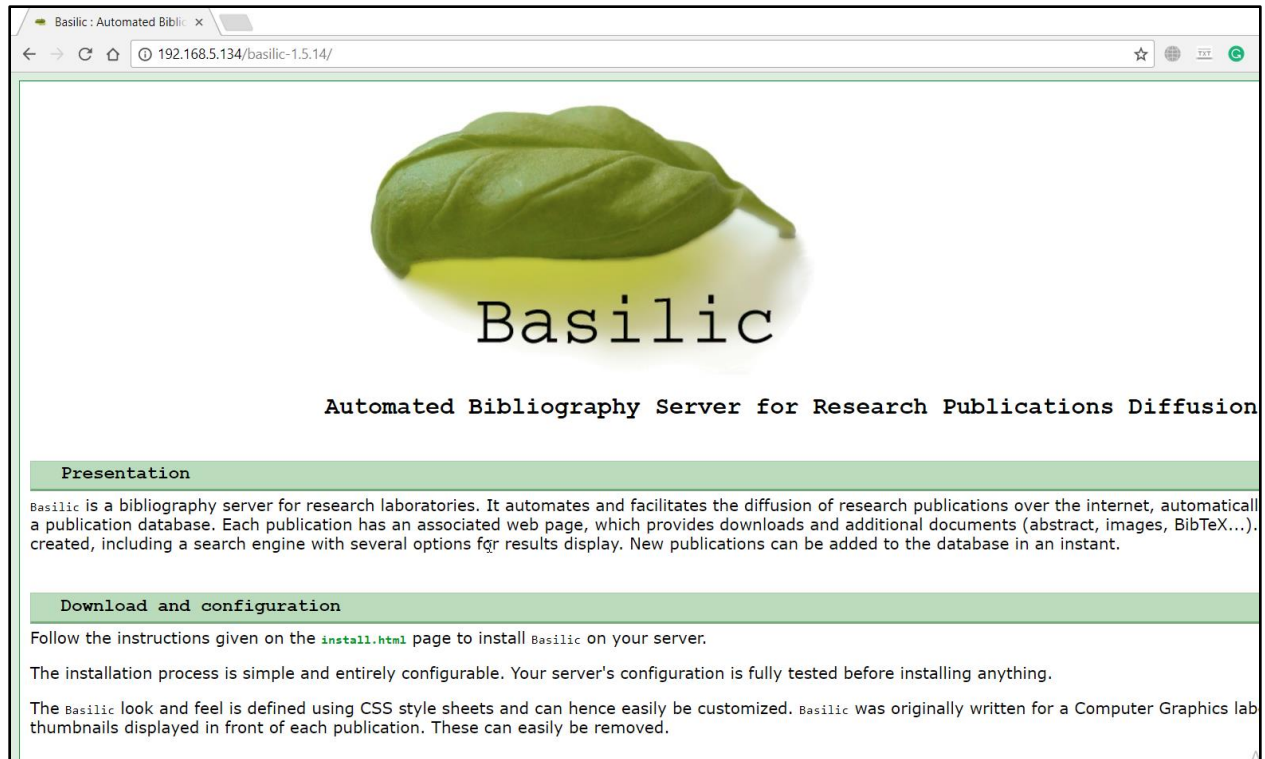 Basilic : Automated Biblic
192.168.5.134/basilic-1.5.14/
TXT
G
Basilic
Automated Bibliography Server for Research Publications Diffusion
Presentation
Basilic is a bibliography server for research laboratories. It automates and facilitates the diffusion of research publications over the internet, automaticall
a publication database. Each publication has an associated web page, which provides downloads and additional documents (abstract, images, BibTeX...).
created, including a search engine with several options for results display. New publications can be added to the database in an instant.
Download and configuration
Follow the instructions given on the install.html page to install Basilic on your server.
The installation process is simple and entirely configurable. Your server's configuration is fully tested before installing anything.
The Basilic look and feel is defined using CSS style sheets and can hence easily be customized. Basilic was originally written for a Computer Graphics lab
thumbnails displayed in front of each publication. These can easily be removed.